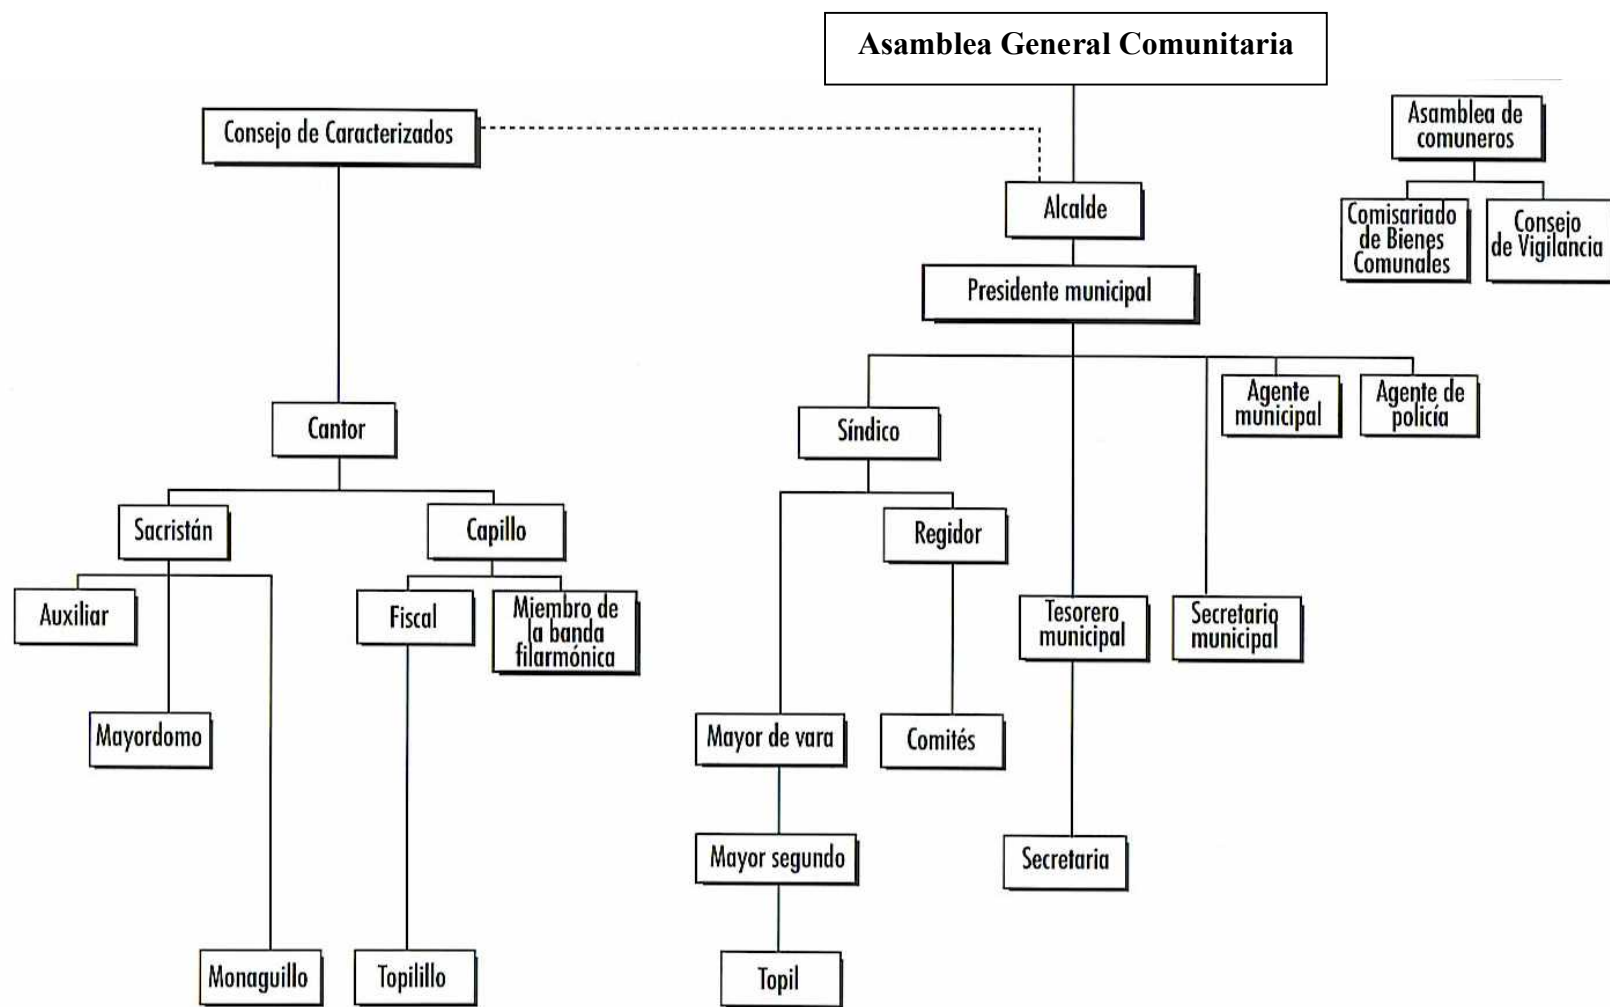 Asamblea General Comunitaria
Consejo de Caracterizados
Asamblea de
comuneros
Alcalde
Comisariado
de Bienes
Comunales
Consejo
de Vigilancia
Presidente municipal
Agente
municipal
Agente de
policía
Cantor
Síndico
Sacristán
Capillo
Regidor
Auxiliar
Fiscal
Miembro de
la banda
filarmónica
Tesorero
municipal
Secretario
municipal
Mayordomo
Mayor de vara
Comités
Mayor segundo
Secretaria
Monaguillo
Topilillo
Topil